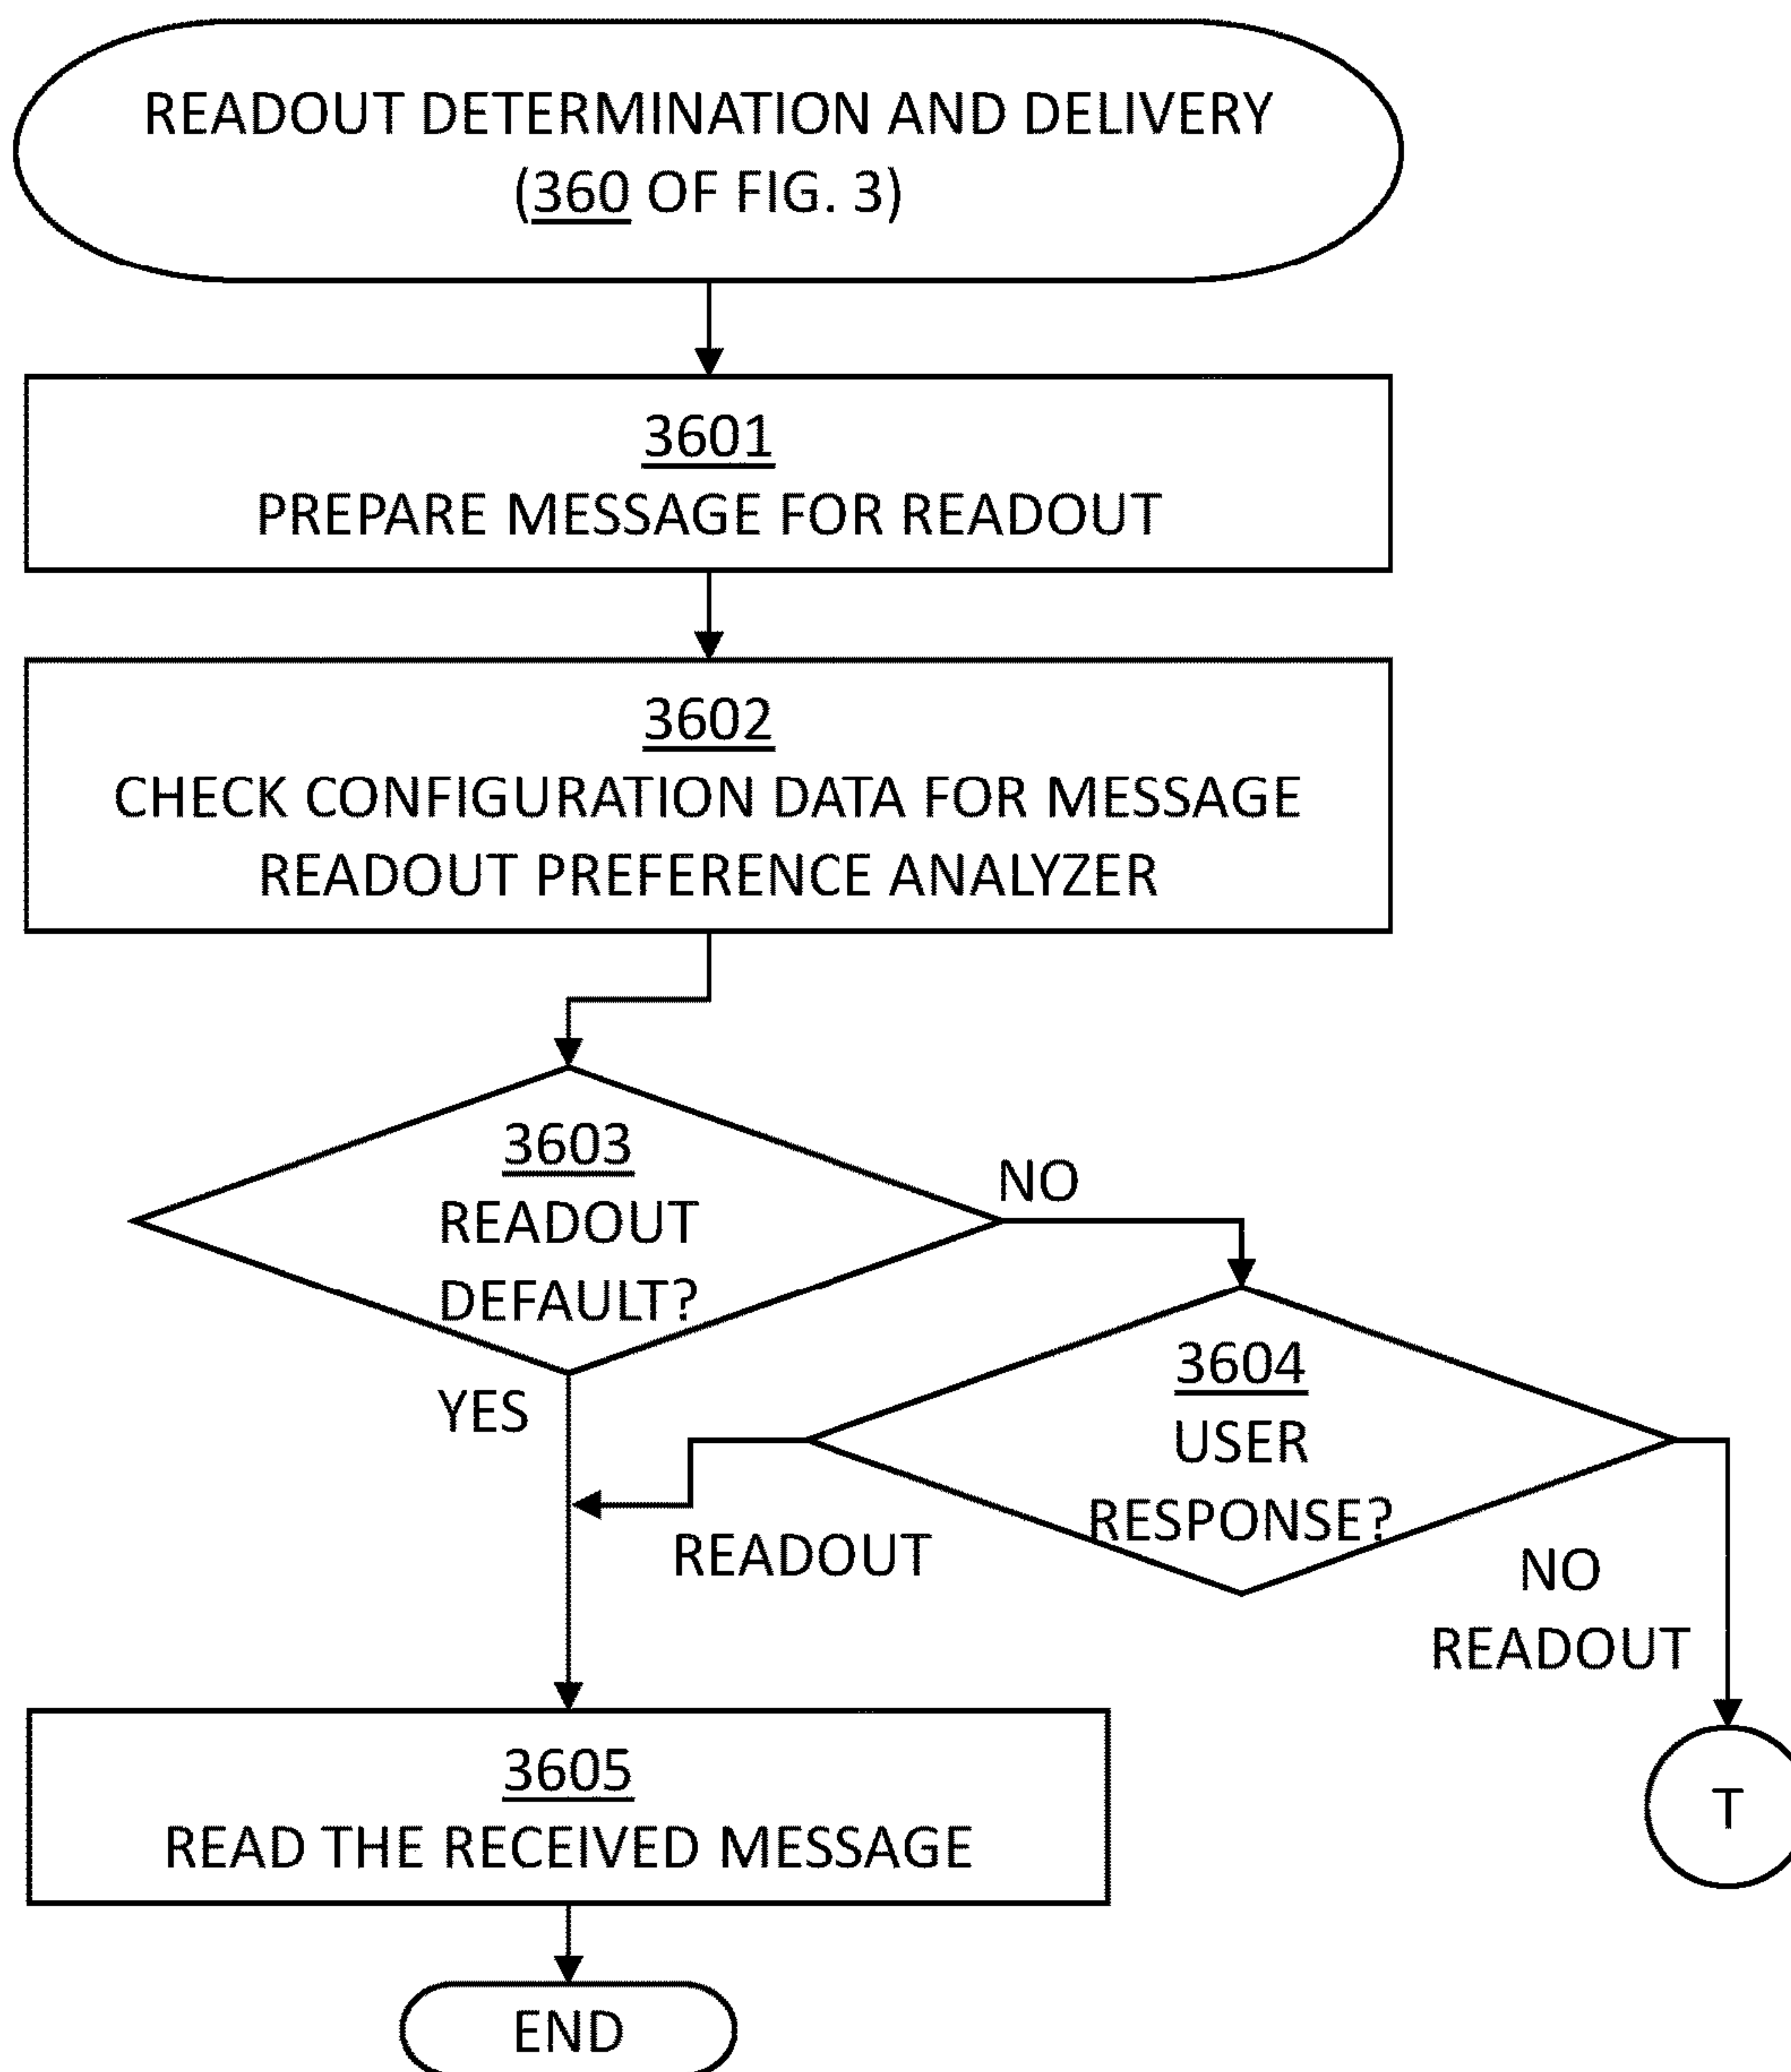 READOUT DETERMINATION AND DELIVERY
(360 OF FIG. 3)
3601
PREPARE MESSAGE FOR READOUT
3602
CHECK CONFIGURATION DATA FOR MESSAGE
READOUT PREFERENCE ANALYZER
3603
READOUT
DEFAULT?
NO
YES
3604
USER
RESPONSE?
READOUT
NO
READOUT
3605
READ THE RECEIVED MESSAGE
T
END